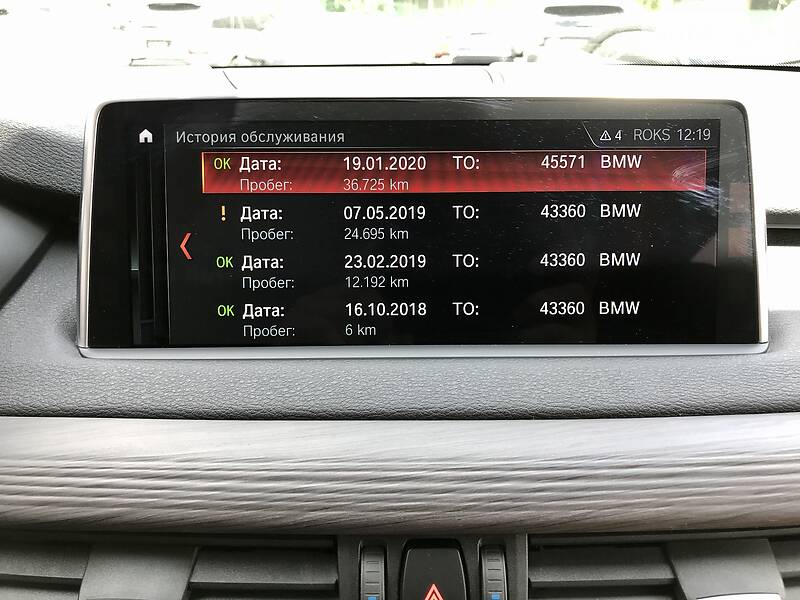 История обслуживания 4 ROKS 12:19
OK Дата: 19.01.2020 ТО: 45571 BMW
Пробег: 36.725 km
! Дата: 07.05.2019 ТО: 43360 BMW
Пробег: 24.695 km
OK Дата: 23.02.2019 ТО: 43360 BMW
Пробег: 12.192 km
OK Дата: 16.10.2018 ТО: 43360 BMW
Пробег: 6 km